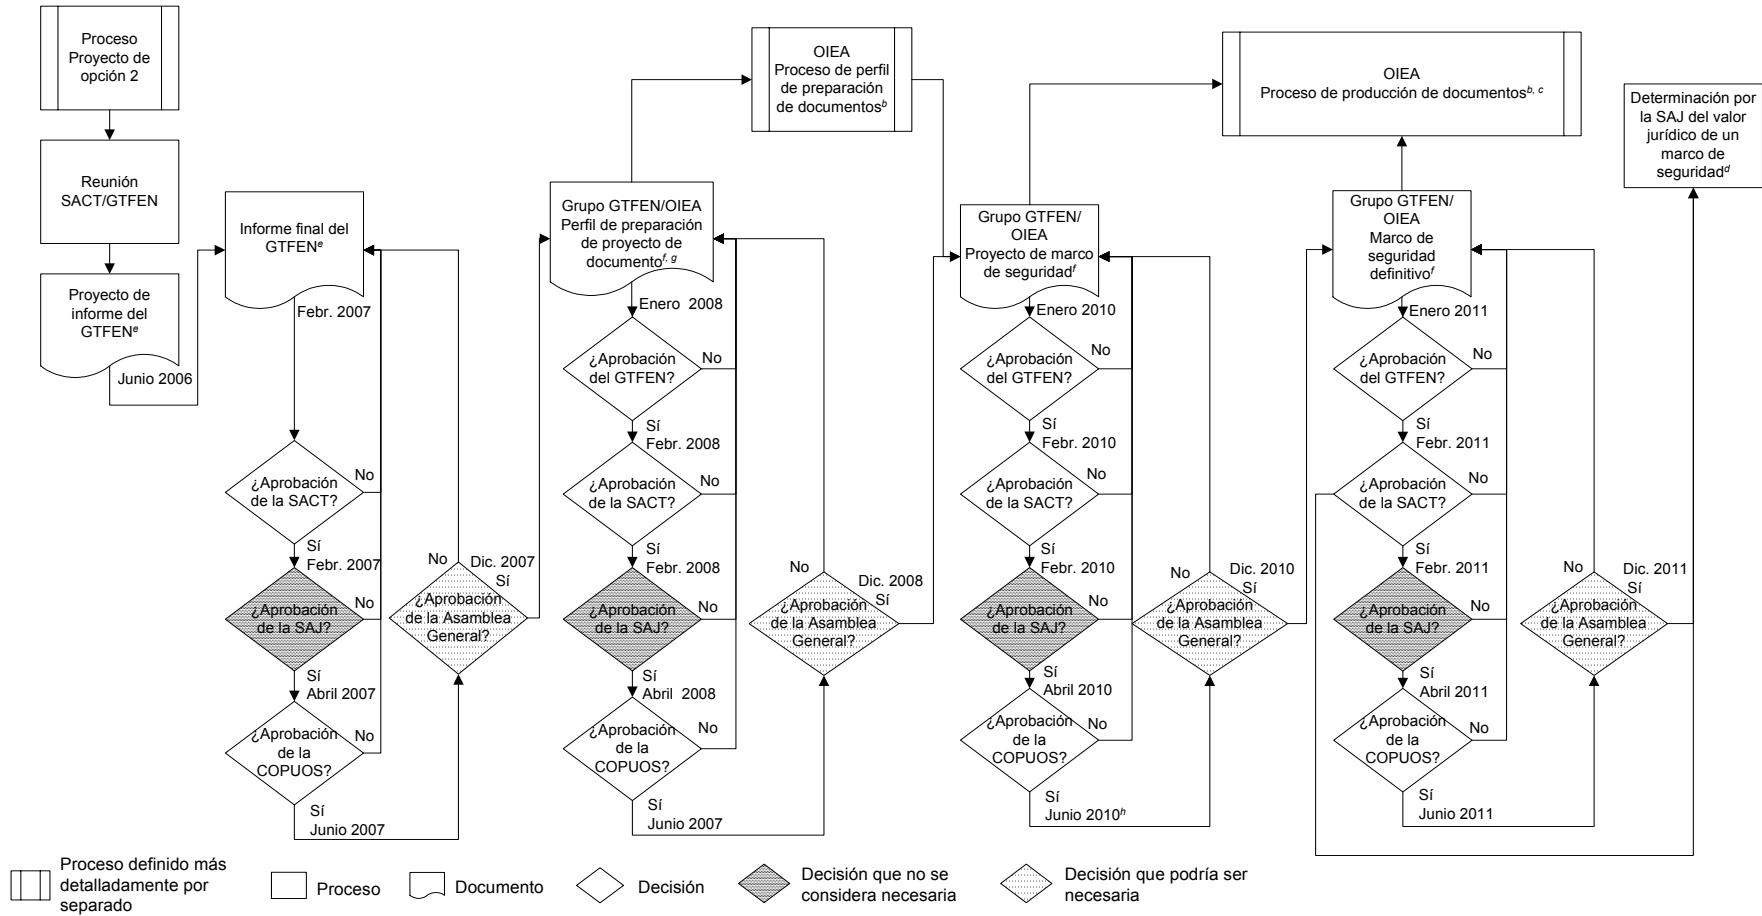 Proceso
Proyecto de
opción 2
Reunión
SACT/GTFEN
Proyecto de
informe del
GTFENe
Junio 2006
Informe final del
GTFENe
Febr. 2007
¿Aprobación
de la SACT?
No
Sí
Febr. 2007
¿Aprobación
de la SAJ?
No
Sí
Abril 2007
¿Aprobación
de la
COPUOS?
No
Sí
Junio 2007
No
Dic. 2007
Sí
¿Aprobación
de la Asamblea
General?
OIEA
Proceso de perfil
de preparación
de documentosb
Grupo GTFEN/OIEA
Perfil de preparación
de proyecto de
documentof, g
Enero 2008
¿Aprobación
del GTFEN?
No
Sí
Febr. 2008
¿Aprobación
de la SACT?
No
Sí
Febr. 2008
¿Aprobación
de la SAJ?
No
Sí
Abril 2008
¿Aprobación
de la
COPUOS?
No
Sí
Junio 2007
No
Dic. 2008
Sí
¿Aprobación
de la Asamblea
General?
Grupo GTFEN/
OIEA
Proyecto de marco
de seguridadf
Enero 2010
¿Aprobación
del GTFEN?
No
Sí
Febr. 2010
¿Aprobación
de la SACT?
No
Sí
Febr. 2010
¿Aprobación
de la SAJ?
No
Sí
Abril 2010
¿Aprobación
de la
COPUOS?
No
Sí
Junio 2010h
No
Dic. 2010
Sí
¿Aprobación
de la Asamblea
General?
OIEA
Proceso de producción de documentosb, c
Grupo GTFEN/
OIEA
Marco de
seguridad
definitivof
Enero 2011
¿Aprobación
del GTFEN?
No
Sí
Febr. 2011
¿Aprobación
de la SACT?
No
Sí
Febr. 2011
¿Aprobación
de la SAJ?
No
Sí
Abril 2011
¿Aprobación
de la
COPUOS?
No
Sí
Junio 2011
No
Dic. 2011
Sí
¿Aprobación
de la Asamblea
General?
Determinación por
la SAJ del valor
jurídico de un
marco de
seguridadd
Proceso definido más
detalladamente por
separado
Proceso
Documento
Decisión
Decisión que no se
considera necesaria
Decisión que podría ser
necesaria